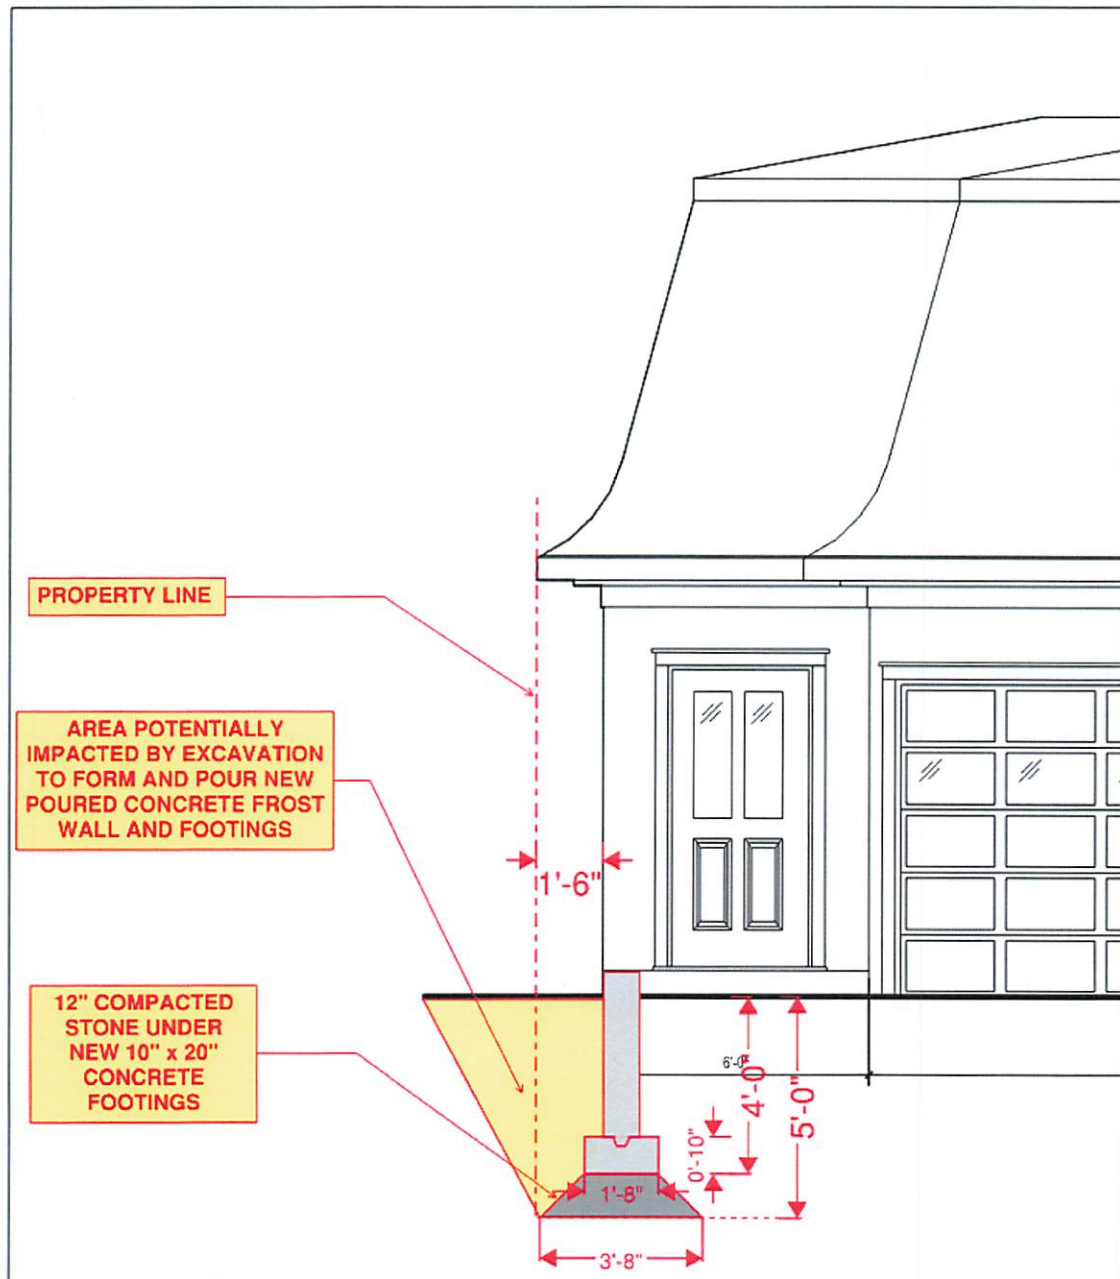 PROPERTY LINE
AREA POTENTIALLY
IMPACTED BY EXCAVATION
TO FORM AND POUR NEW
POURED CONCRETE FROST
WALL AND FOOTINGS
1'-6"
12" COMPACTED
STONE UNDER
NEW 10" x 20"
CONCRETE
FOOTINGS
6'-0"
4'-0"
5'-0"
0'-10"
1'-8"
3'-8"